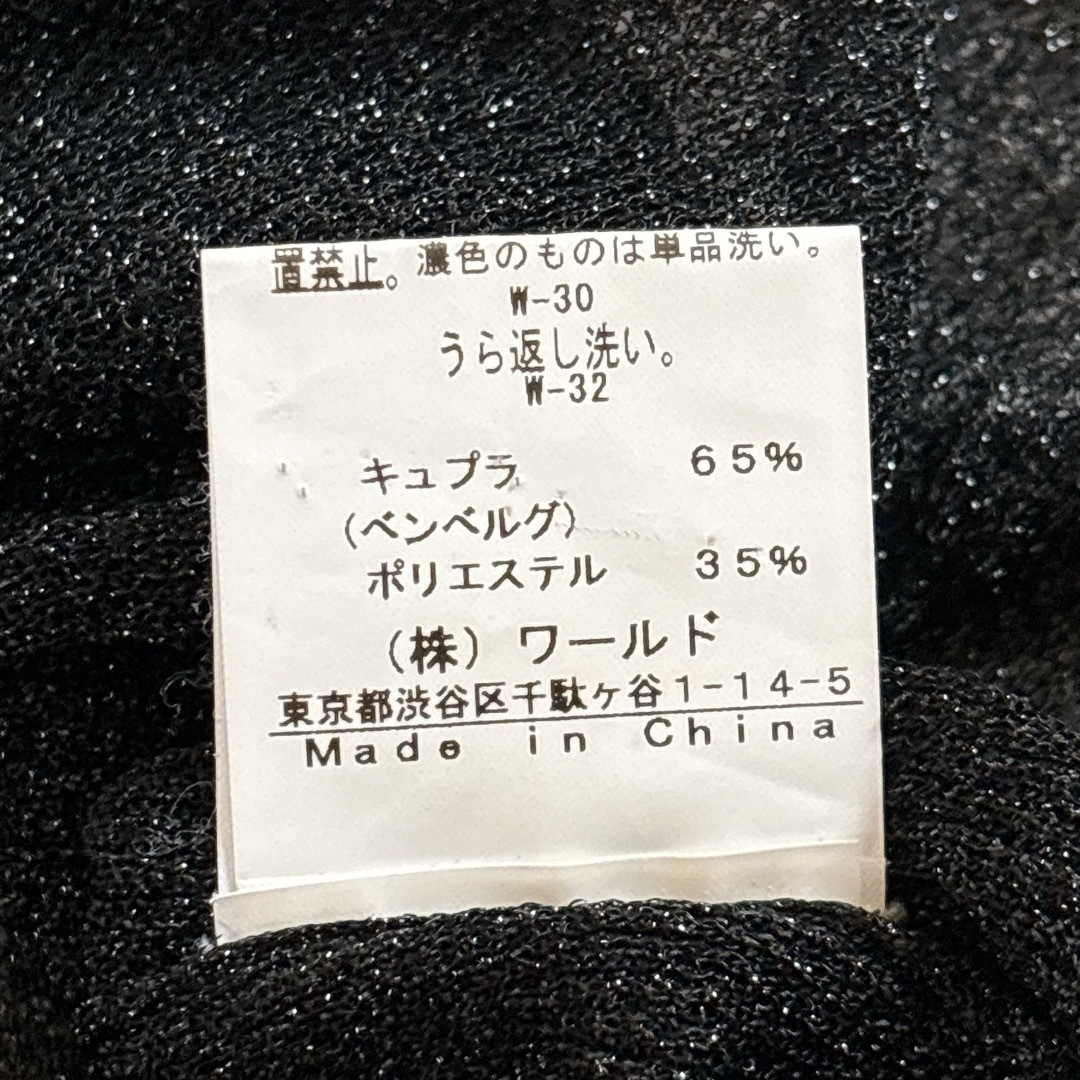 置禁止。濃色のものは単品洗い。
W-30
うら返し洗い。
W-32
キュプラ 65%
(ベンベルグ)
ポリエステル 35%
(株) ワールド
東京都渋谷区千駄ヶ谷1-14-5
Made in China